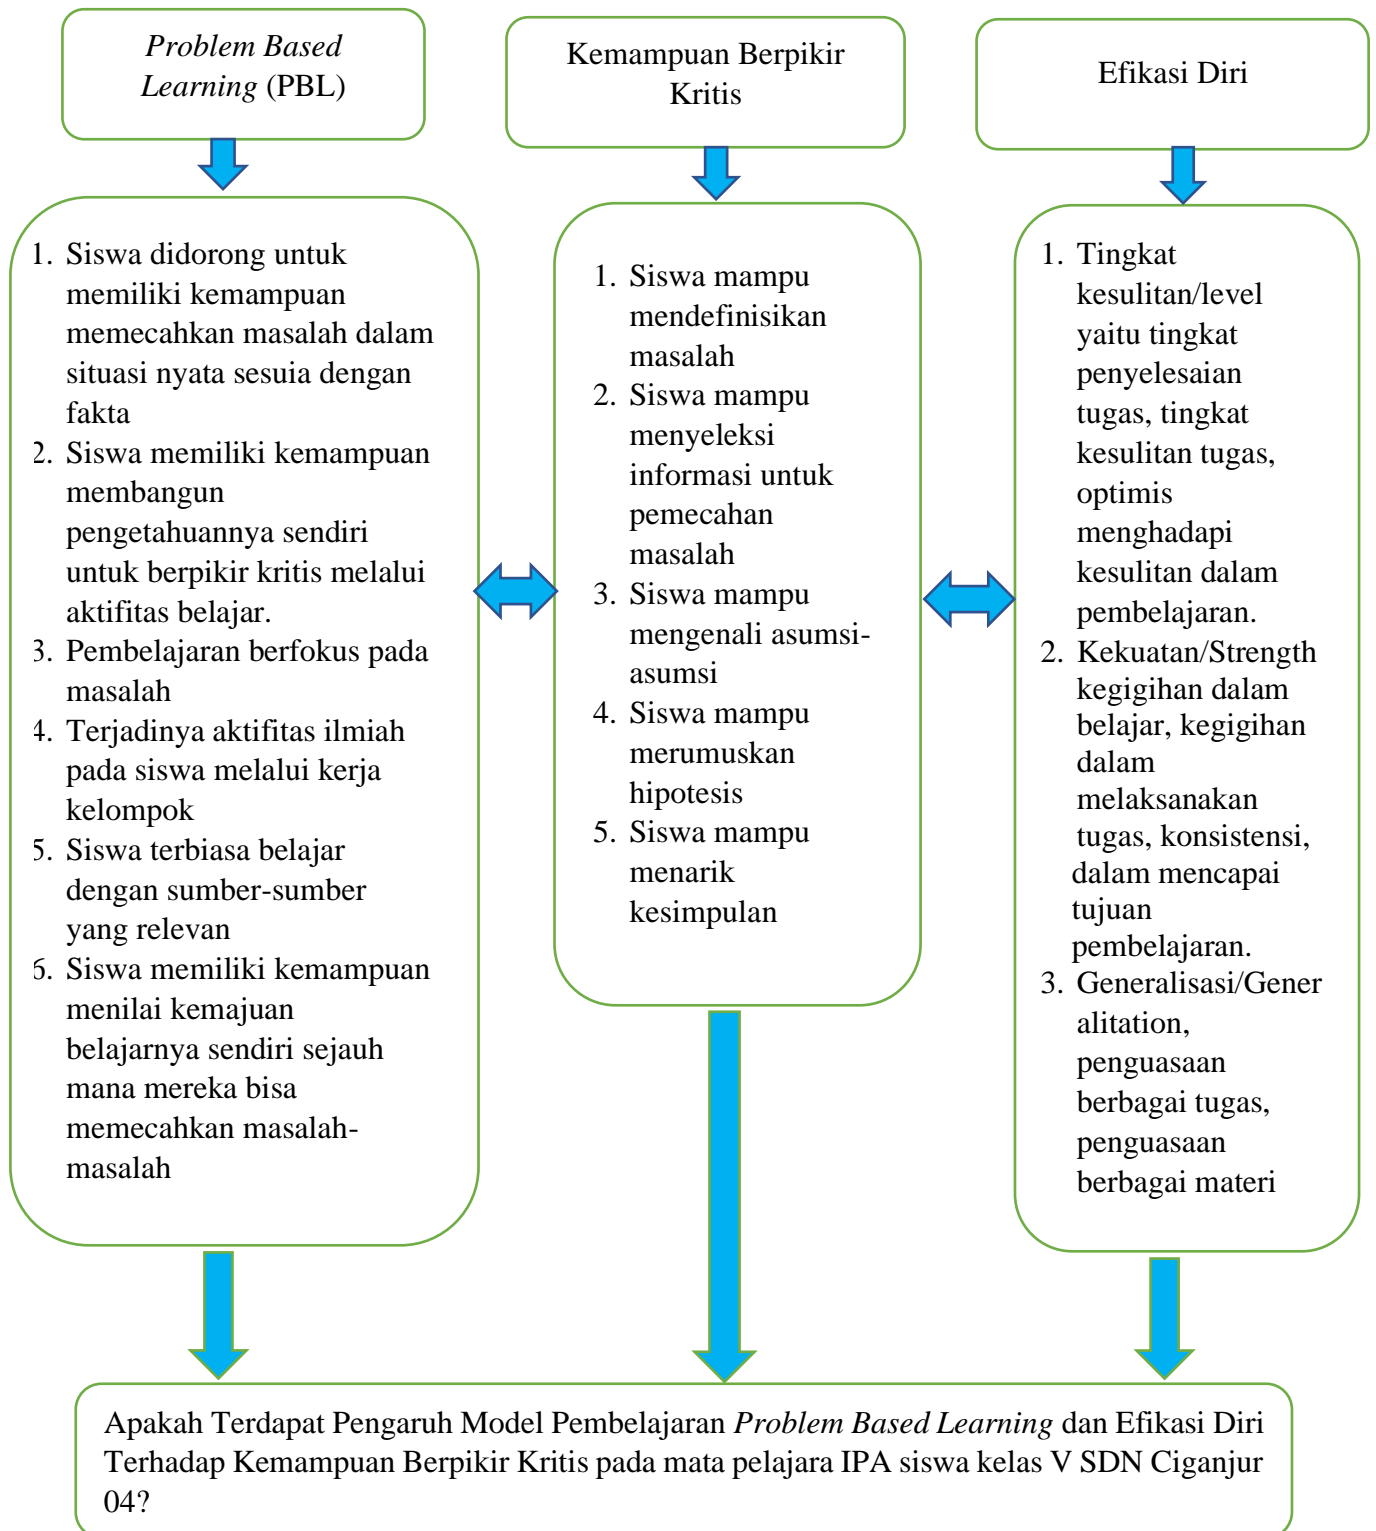 Problem Based
Learning (PBL)
Kemampuan Berpikir
Kritis
Efikasi Diri
1. Siswa didorong untuk
memiliki kemampuan
memecahkan masalah dalam
situasi nyata sesuia dengan
fakta
2. Siswa memiliki kemampuan
membangun
pengetahuannya sendiri
untuk berpikir kritis melalui
aktifitas belajar.
3. Pembelajaran berfokus pada
masalah
4. Terjadinya aktifitas ilmiah
pada siswa melalui kerja
kelompok
5. Siswa terbiasa belajar
dengan sumber-sumber
yang relevan
6. Siswa memiliki kemampuan
menilai kemajuan
belajarnya sendiri sejauh
mana mereka bisa
memecahkan masalah-
masalah
1. Siswa mampu
mendefinisikan
masalah
2. Siswa mampu
menyeleksi
informasi untuk
pemecahan
masalah
3. Siswa mampu
mengenali asumsi-
asumsi
4. Siswa mampu
merumuskan
hipotesis
5. Siswa mampu
menarik
kesimpulan
1. Tingkat
kesulitan/level
yaitu tingkat
penyelesaian
tugas, tingkat
kesulitan tugas,
optimis
menghadapi
kesulitan dalam
pembelajaran.
2. Kekuatan/Strength
kegigihan dalam
belajar, kegigihan
dalam
melaksanakan
tugas, konsistensi,
dalam mencapai
tujuan
pembelajaran.
3. Generalisasi/Gener
alitation,
penguasaan
berbagai tugas,
penguasaan
berbagai materi
Apakah Terdapat Pengaruh Model Pembelajaran Problem Based Learning dan Efikasi Diri
Terhadap Kemampuan Berpikir Kritis pada mata pelajara IPA siswa kelas V SDN Ciganjur
04?